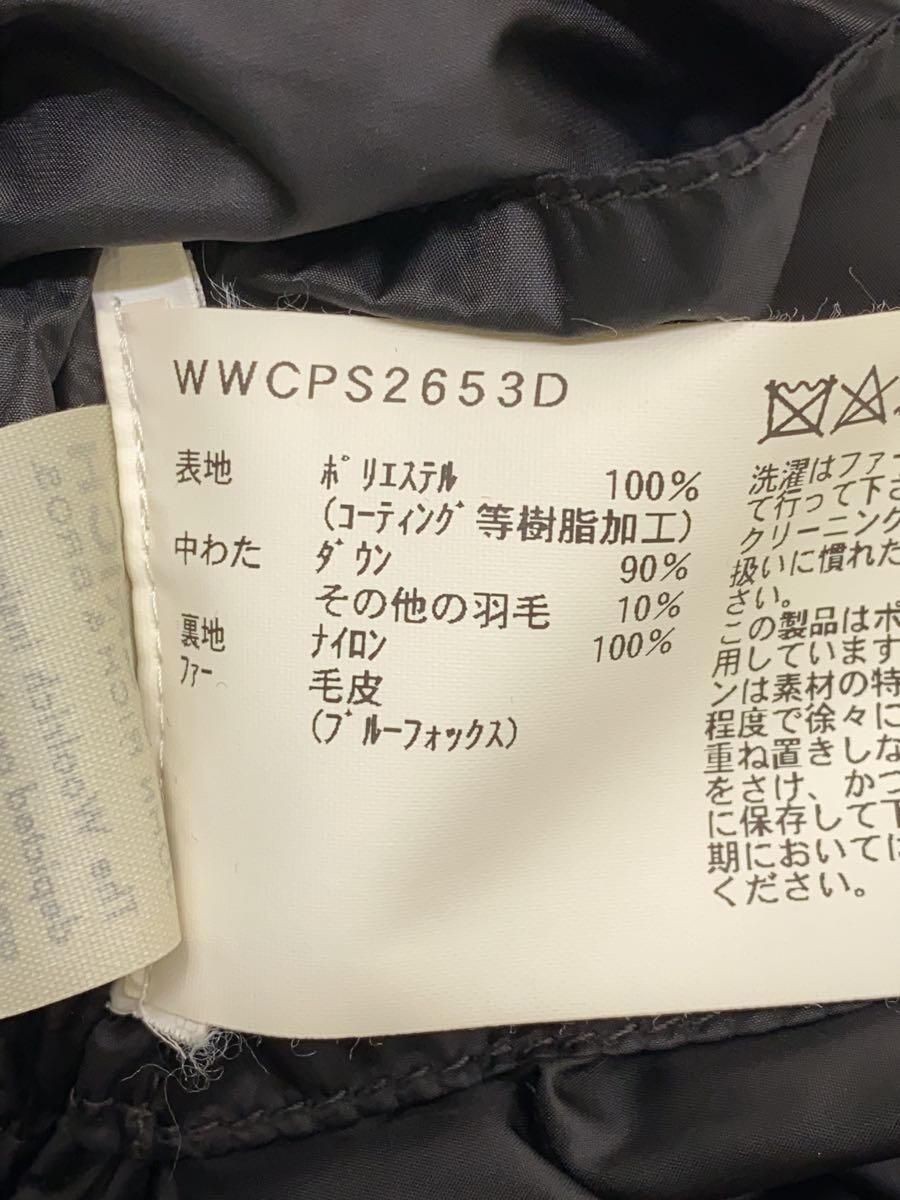 WWCPS2653D
表地 ポリエステル 100%
(コーティング等樹脂加工)
中わた ダウン 90%
その他の羽毛 10%
裏地 ナイロン 100%
ファー 毛皮
(ブルーフォックス)
洗濯はファー
て行って下さ
クリーニング
扱いに慣れた
さい。
この製品はポ
用しています
ンは素材の特
程度で徐々に
重ね置きしな
をさけ、かつ
に保存して下
期においては
ください。